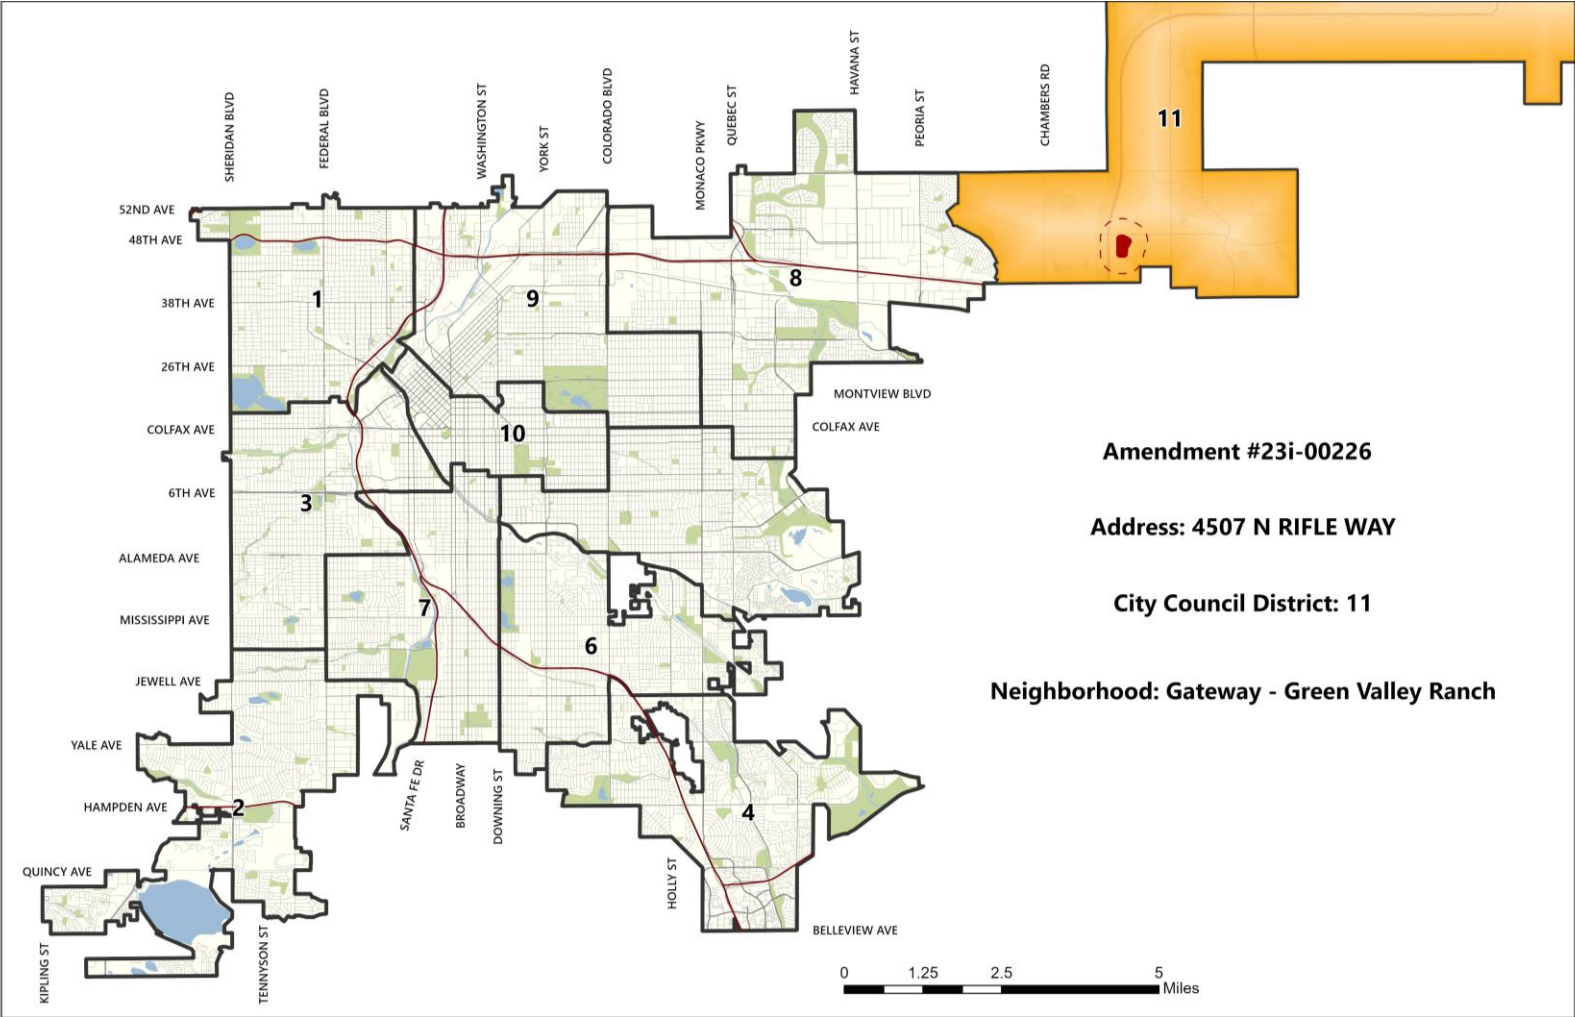 SHERIDAN BLVD
FEDERAL BLVD
WASHINGTON ST
YORK ST
COLORADO BLVD
MONACO PKWY
QUEBEC ST
HAVANA ST
PEORIA ST
CHAMBERS RD
11
52ND AVE
48TH AVE
8
1
9
38TH AVE
26TH AVE
MONTVIEW BLVD
COLFAX AVE
COLFAX AVE
10
Amendment #23i-00226
6TH AVE
3
Address: 4507 N RIFLE WAY
ALAMEDA AVE
City Council District: 11
7
MISSISSIPPI AVE
6
JEWELL AVE
Neighborhood: Gateway - Green Valley Ranch
YALE AVE
SANTA FE DR
BROADWAY
DOWNING ST
HAMPDEN AVE
2
4
QUINCY AVE
HOLLY ST
BELLEVIEW AVE
KIPLING ST
TENNYSON ST
0 1.25 2.5 5
Miles